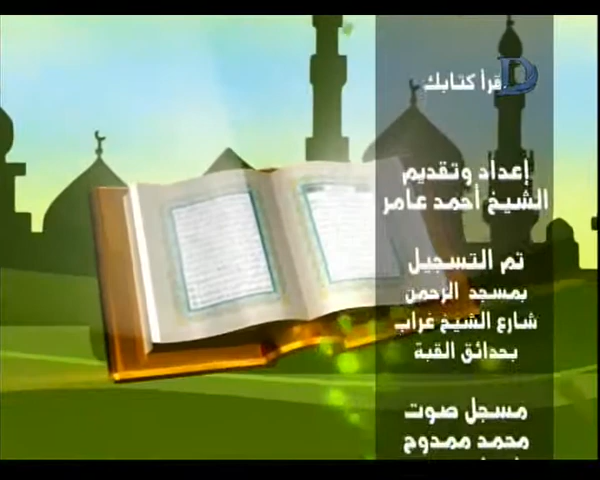 اقرأ كتابك
إعداد وتقديم
الشيخ أحمد عامر
تم التسجيل
بمسجد الرحمن
شارع الشيخ غراب
بحدائق القبة
مسجل صوت
محمد ممدوح